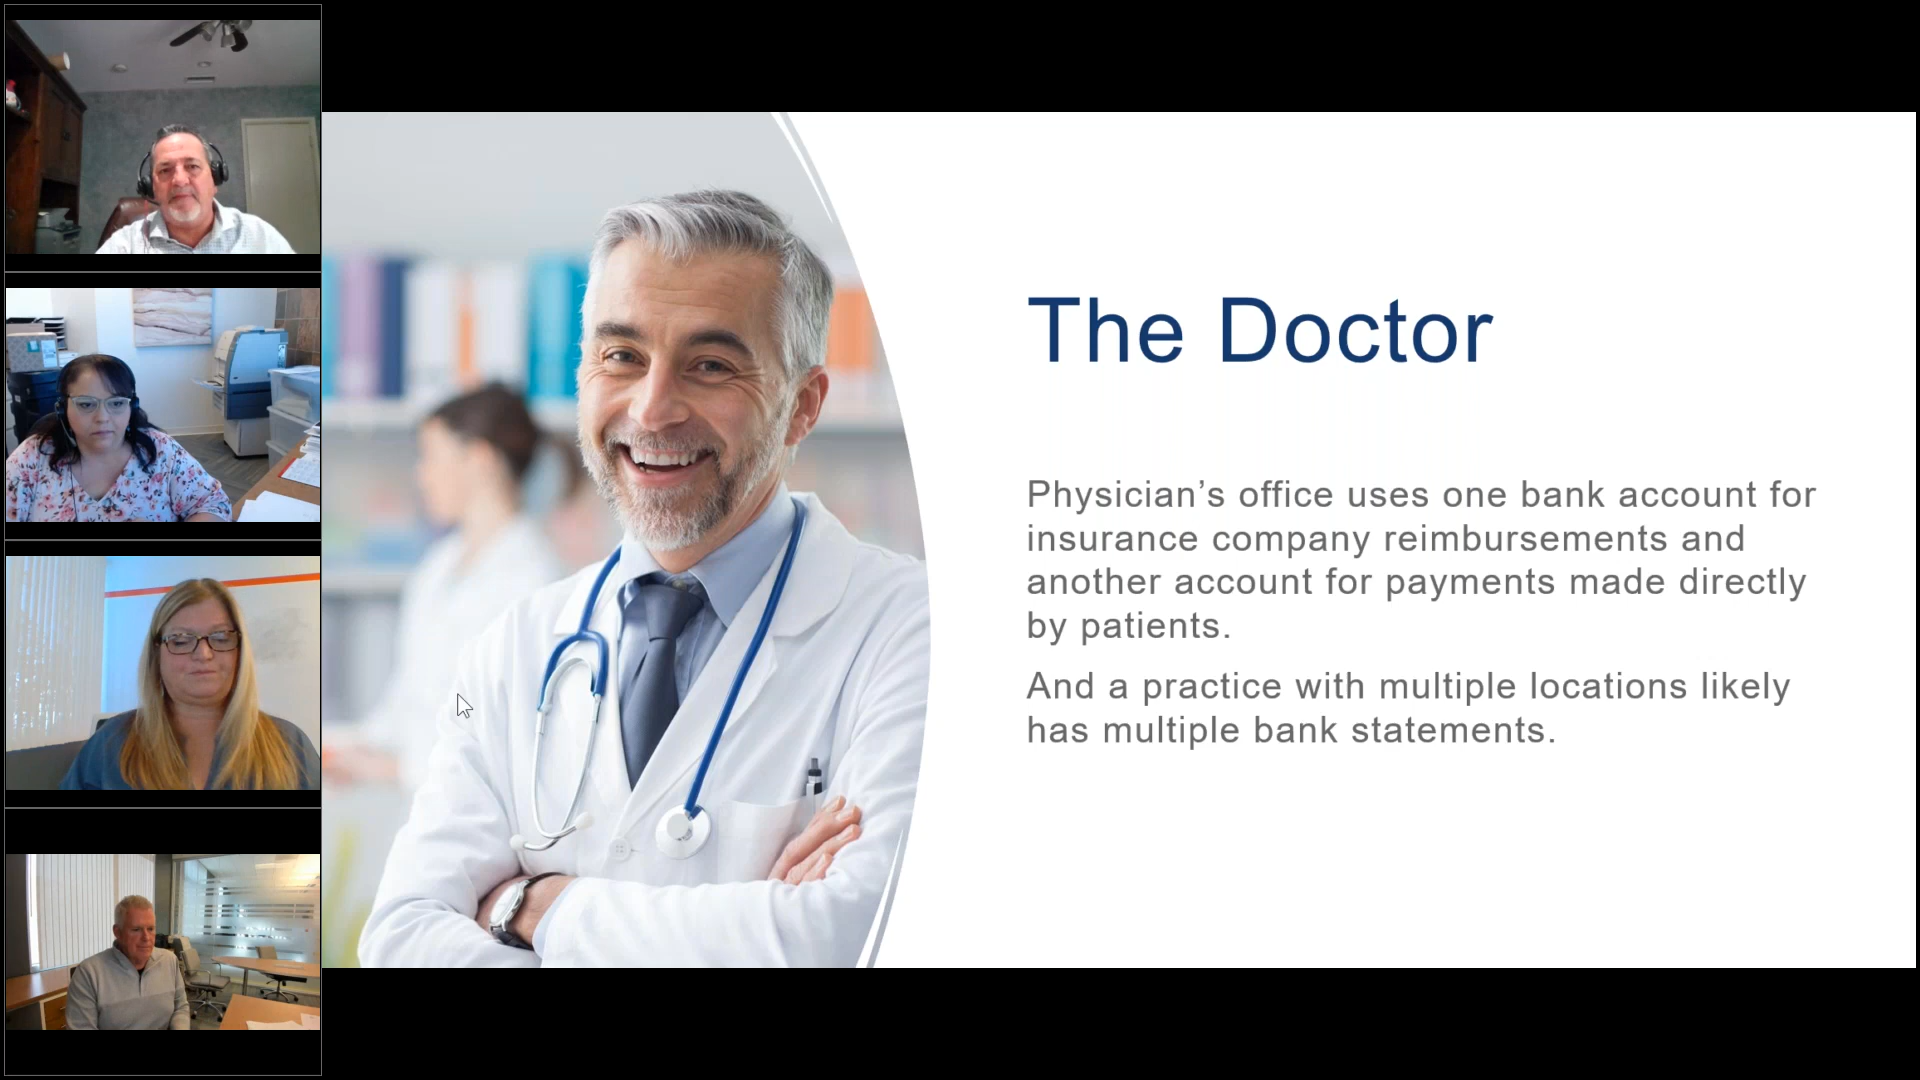 The Doctor
Physician’s office uses one bank account for
insurance company reimbursements and
another account for payments made directly
by patients.
And a practice with multiple locations likely
has multiple bank statements.